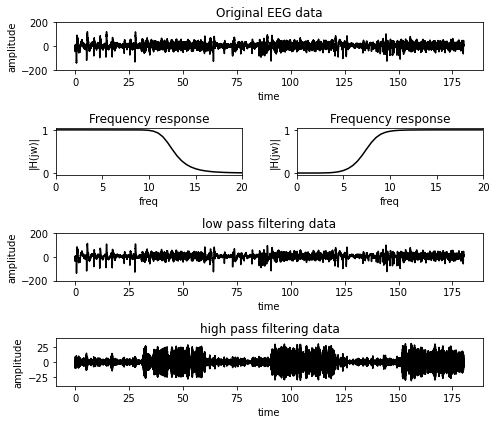 Original EEG data
200
0
−200
amplitude
0 25 50 75 100 125 150 175
time
Frequency response
1
0
|H(jw)|
0 5 10 15 20
freq
Frequency response
1
0
|H(jw)|
0 5 10 15 20
freq
low pass filtering data
200
0
−200
amplitude
0 25 50 75 100 125 150 175
time
high pass filtering data
25
0
−25
amplitude
0 25 50 75 100 125 150 175
time